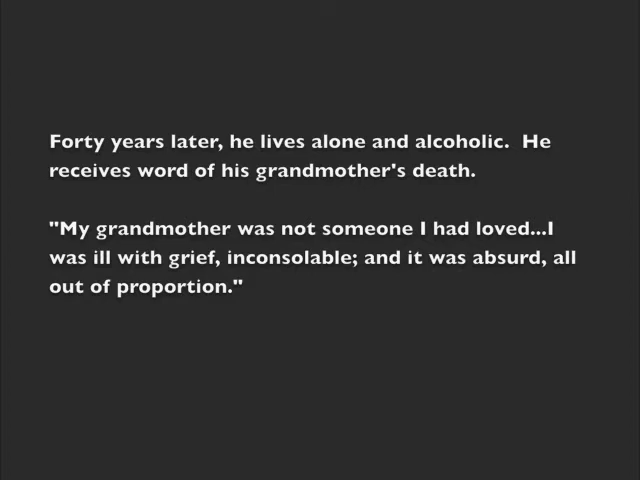 Forty years later, he lives alone and alcoholic.  He
receives word of his grandmother's death.
"My grandmother was not someone I had loved...I
was ill with grief, inconsolable; and it was absurd, all
out of proportion."